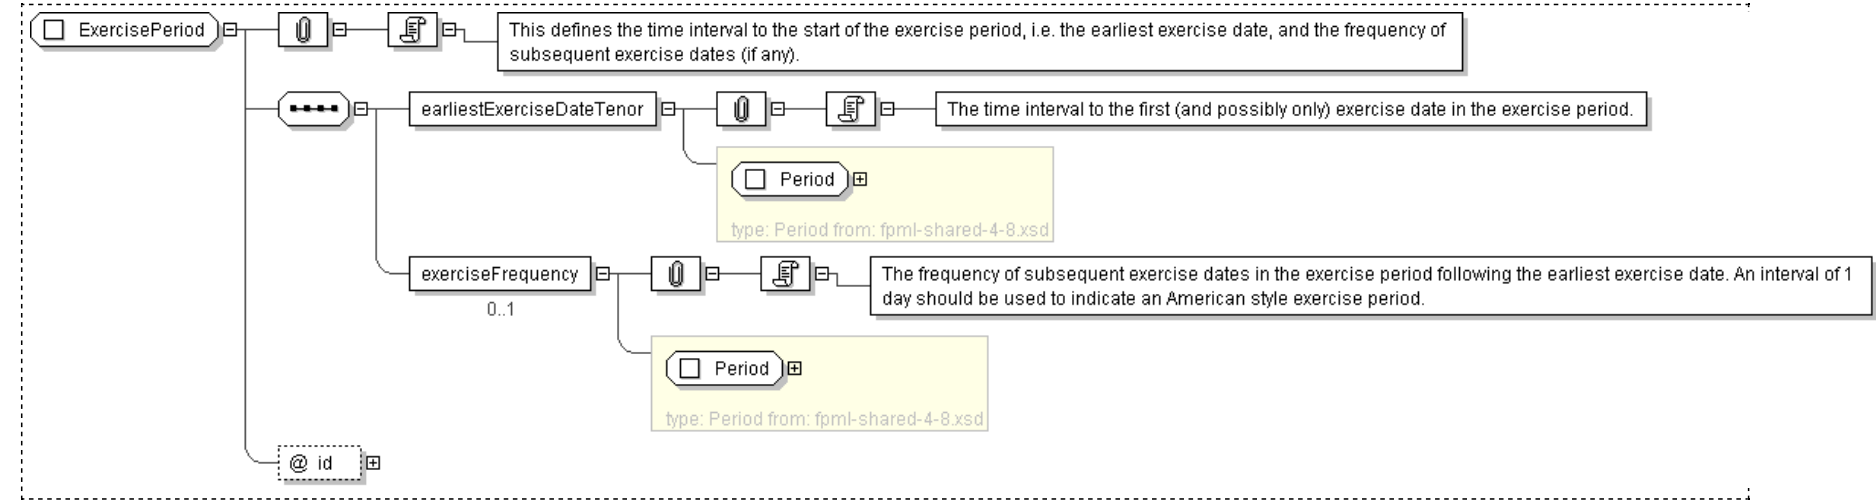 ExercisePeriod
This defines the time interval to the start of the exercise period, i.e. the earliest exercise date, and the frequency of
subsequent exercise dates (if any).
earliestExerciseDateTenor
The time interval to the first (and possibly only) exercise date in the exercise period.
Period
type: Period from: fpml-shared-4-8.xsd
exerciseFrequency
0..1
The frequency of subsequent exercise dates in the exercise period following the earliest exercise date. An interval of 1
day should be used to indicate an American style exercise period.
Period
type: Period from: fpml-shared-4-8.xsd
@ id